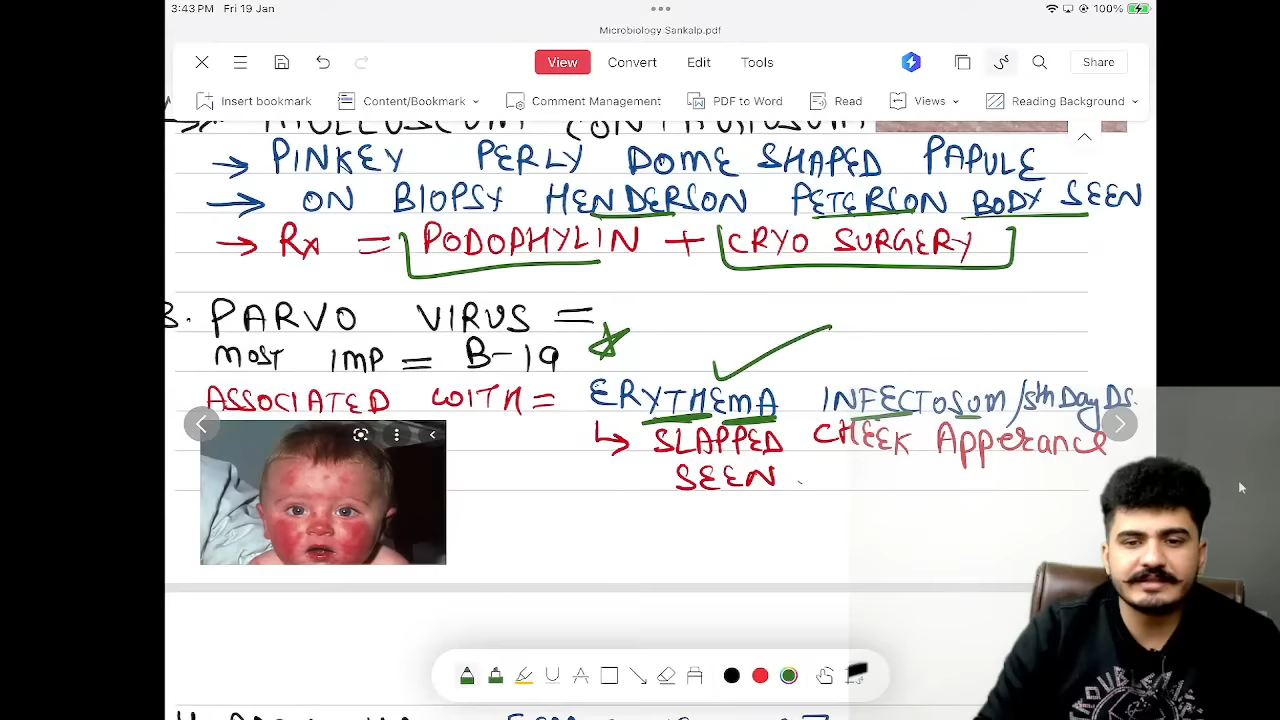 3:43 PM Fri 19 Jan
100%
Microbiology Sankalp.pdf
View Convert Edit Tools Share
Insert bookmark Content/Bookmark Comment Management PDF to Word Read Views Reading Background
MOLLUSCUM CONTAGIOSUM
→ PINKEY PERLY DOME SHAPED PAPULE
→ ON BIOPSY HENDERSON PETERSON BODY SEEN
→ Rx = PODOPHYLIN + CRYO SURGERY
3. PARVO VIRUS =
MOST IMP = B-19
ASSOCIATED WITH = ERYTHEMA INFECTOSUM/5th Day Ds.
↳ SLAPPED CHEEK Apperance
SEEN